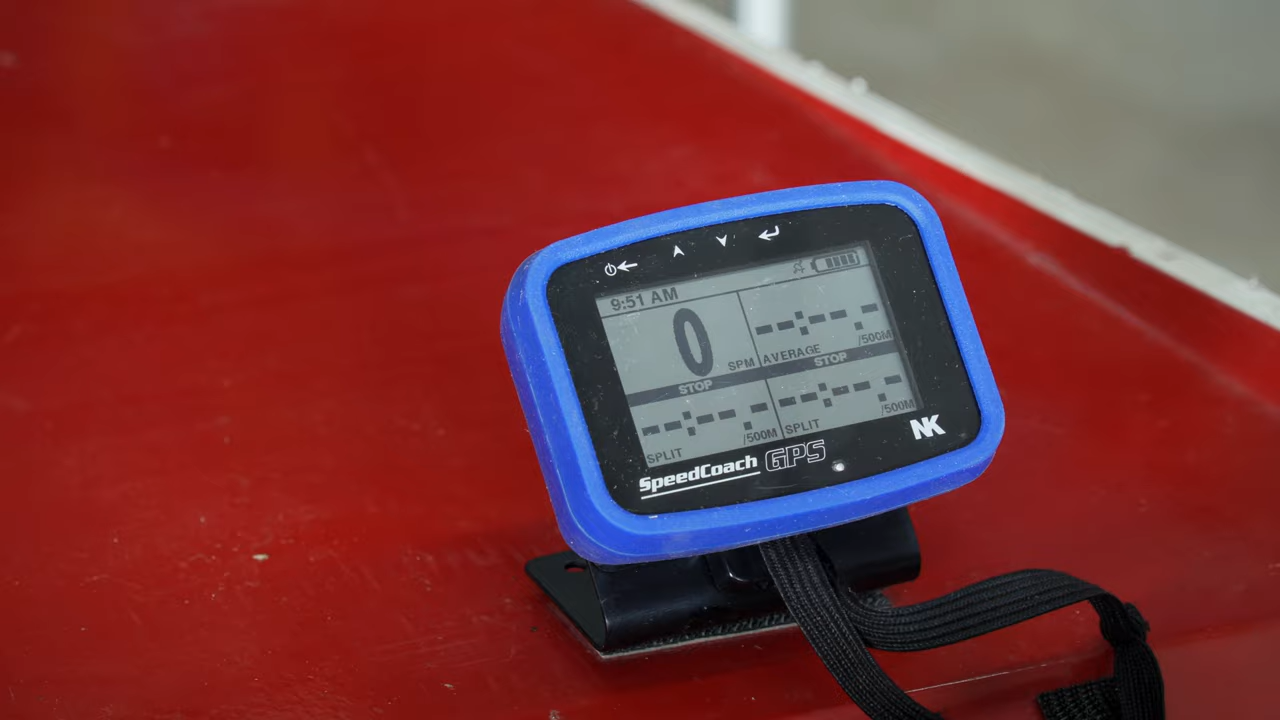 9:51 AM
0 SPM
--:----.- /500M
AVERAGE
STOP STOP
--:----.- /500M
SPLIT
--:----.- /500M
SPLIT
SpeedCoach GPS
NK